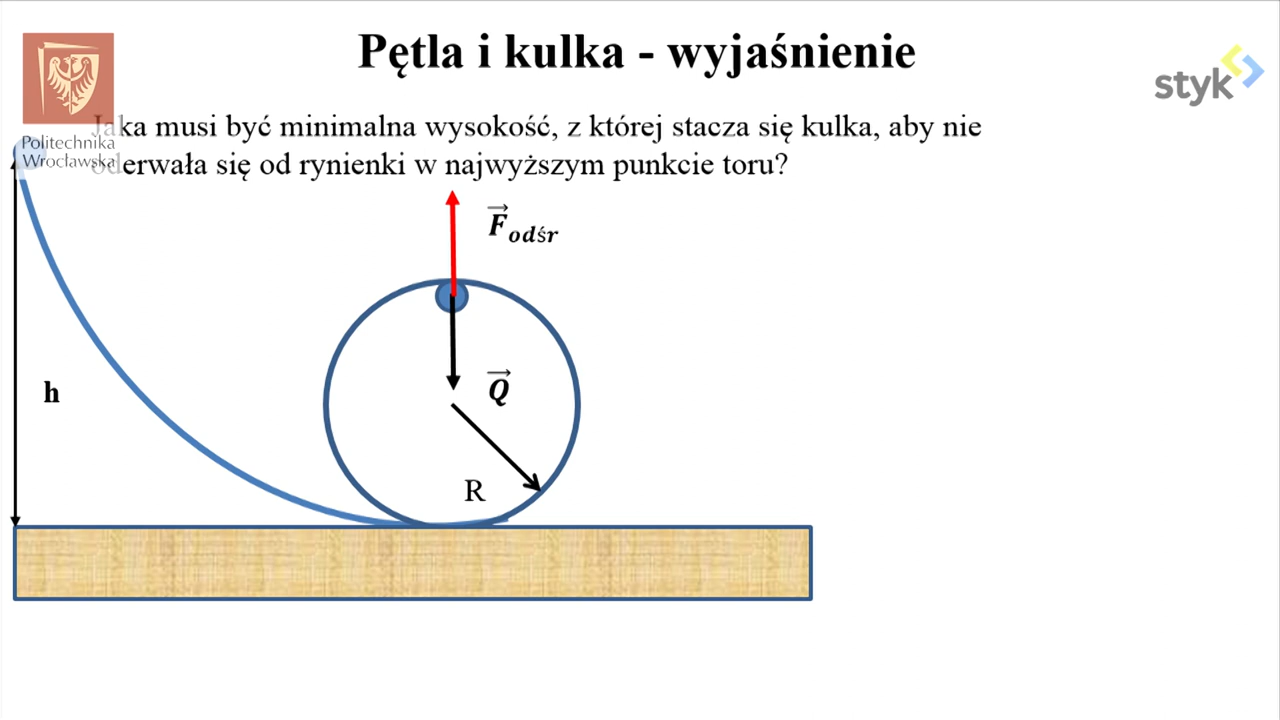 Pętla i kulka - wyjaśnienie
styk
Jaka musi być minimalna wysokość, z której stacza się kulka, aby nie
oderwała się od rynienki w najwyższym punkcie toru?
Politechnika
Wrocławska
F odśr
h
Q
R